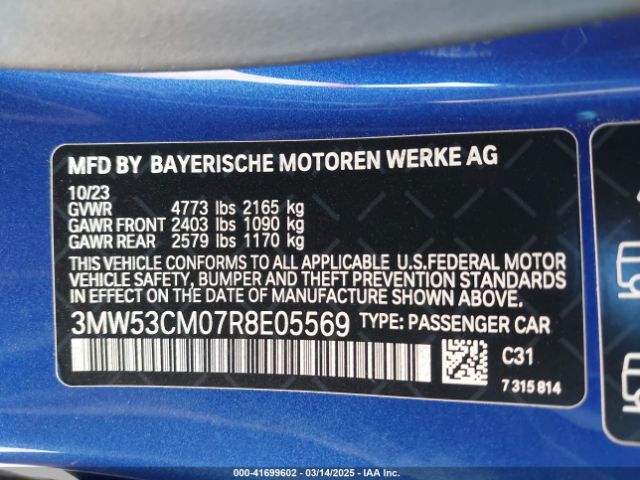 MFD BY BAYERISCHE MOTOREN WERKE AG
10/23
GVWR 4773 lbs 2165 kg
GAWR FRONT 2403 lbs 1090 kg
GAWR REAR 2579 lbs 1170 kg
THIS VEHICLE CONFORMS TO ALL APPLICABLE U.S.FEDERAL MOTOR
VEHICLE SAFETY, BUMPER AND THEFT PREVENTION STANDARDS
IN EFFECT ON THE DATE OF MANUFACTURE SHOWN ABOVE.
3MW53CM07R8E05569 TYPE: PASSENGER CAR
C31
7 315 814
000-41699602 - 03/14/2025 - IAA Inc.